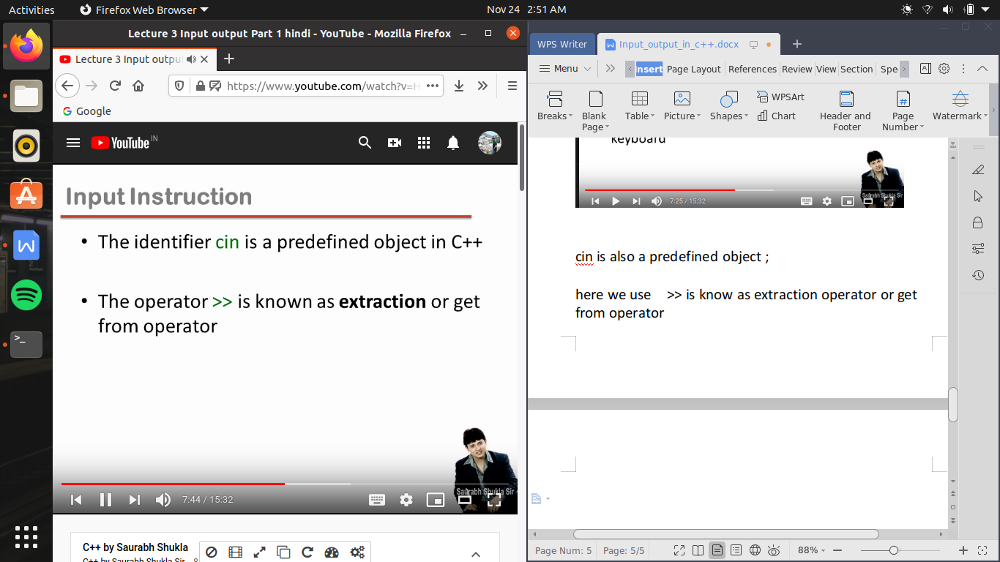 Activities
Firefox Web Browser
Nov 24 2:51 AM
Lecture 3 Input output Part 1 hindi - YouTube - Mozilla Firefox
Lecture 3 Input outpu
https://www.youtube.com/watch?v=H
Google
YouTube IN
Input Instruction
• The identifier cin is a predefined object in C++
• The operator >> is known as extraction or get
from operator
Saurabh Shukla Sir
7:44 / 15:32
C++ by Saurabh Shukla
C++ by Saurabh Shukla Sir
WPS Writer
Input_output_in_c++.docx
Menu
Insert Page Layout References Review View Section Spe
Breaks
Blank
Page
Table
Picture
Shapes
WPSArt
Chart
Header and
Footer
Page
Number
Watermark
keyboard
Saurabh Shukla Sir
7:25 / 15:32
cin is also a predefined object ;
here we use >> is know as extraction operator or get
from operator
Page Num: 5 Page: 5/5
88%